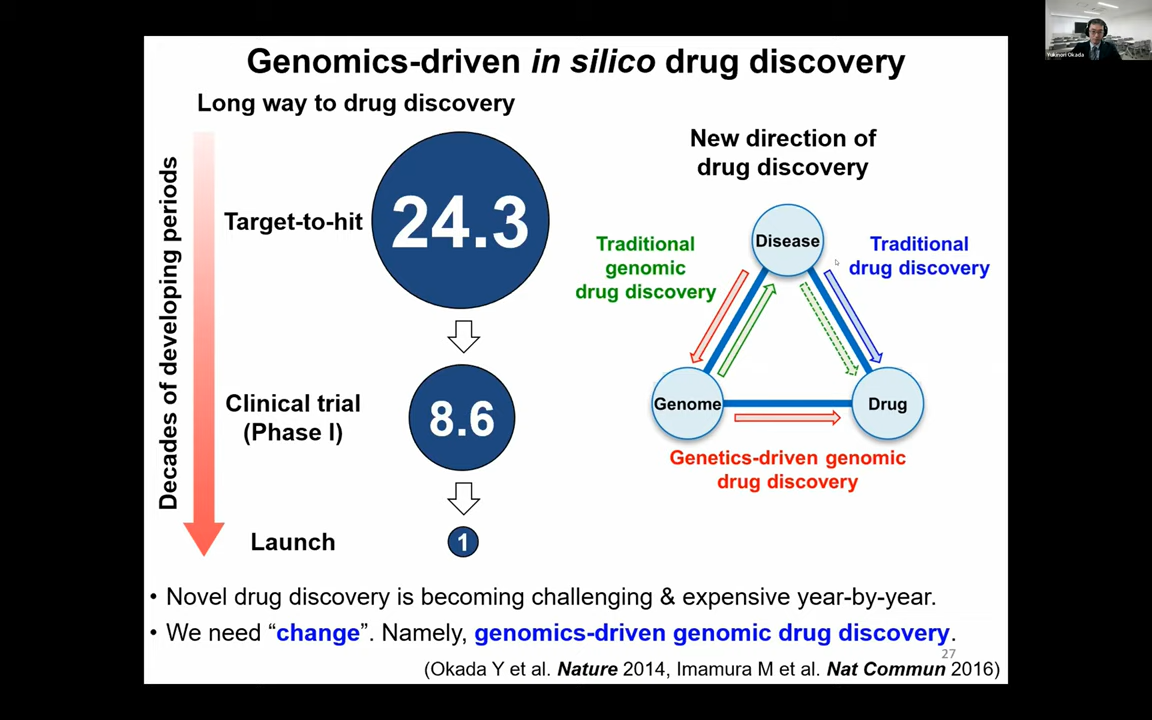 Genomics-driven in silico drug discovery
Long way to drug discovery
Decades of developing periods
Target-to-hit
24.3
Clinical trial
(Phase I)
8.6
Launch
1
New direction of
drug discovery
Disease
Traditional
genomic
drug discovery
Traditional
drug discovery
Genome
Drug
Genetics-driven genomic
drug discovery
• Novel drug discovery is becoming challenging & expensive year-by-year.
• We need “change”. Namely, genomics-driven genomic drug discovery.
27
(Okada Y et al. Nature 2014, Imamura M et al. Nat Commun 2016)
Yukinori Okada